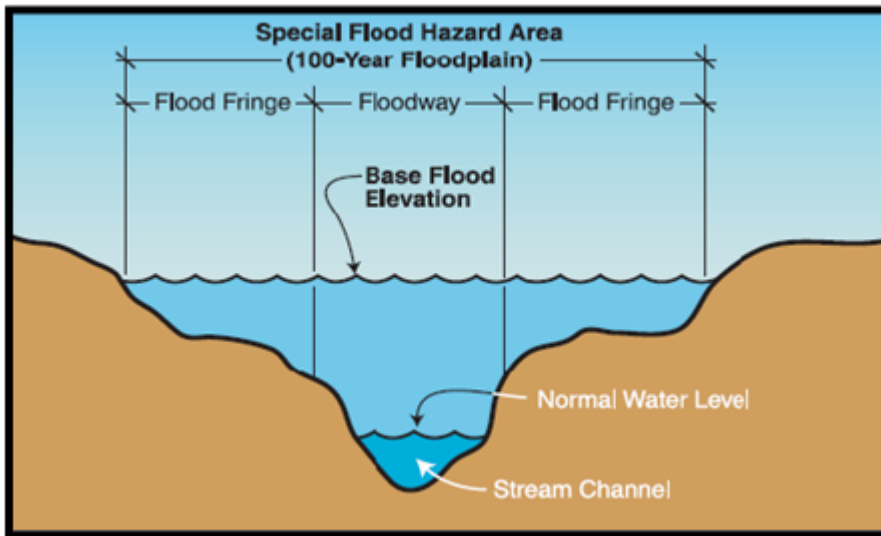 Special Flood Hazard Area
(100-Year Floodplain)
Flood Fringe
Floodway
Flood Fringe
Base Flood
Elevation
Normal Water Level
Stream Channel